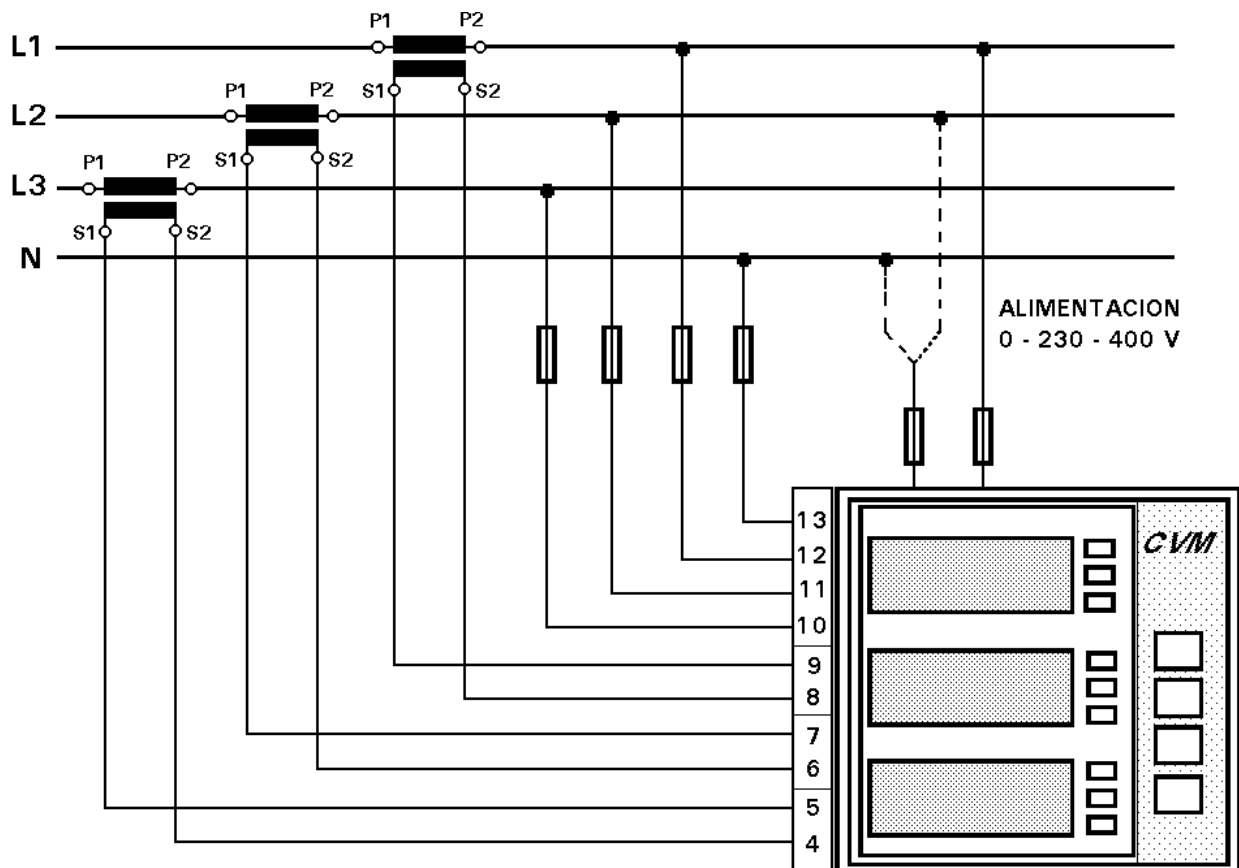 P1 P2
L1
S1 S2
P1 P2
L2
S1 S2
P1 P2
L3
S1 S2
N
ALIMENTACION
0 - 230 - 400 V
13
12
11
10
9
8
7
6
5
4
CVM